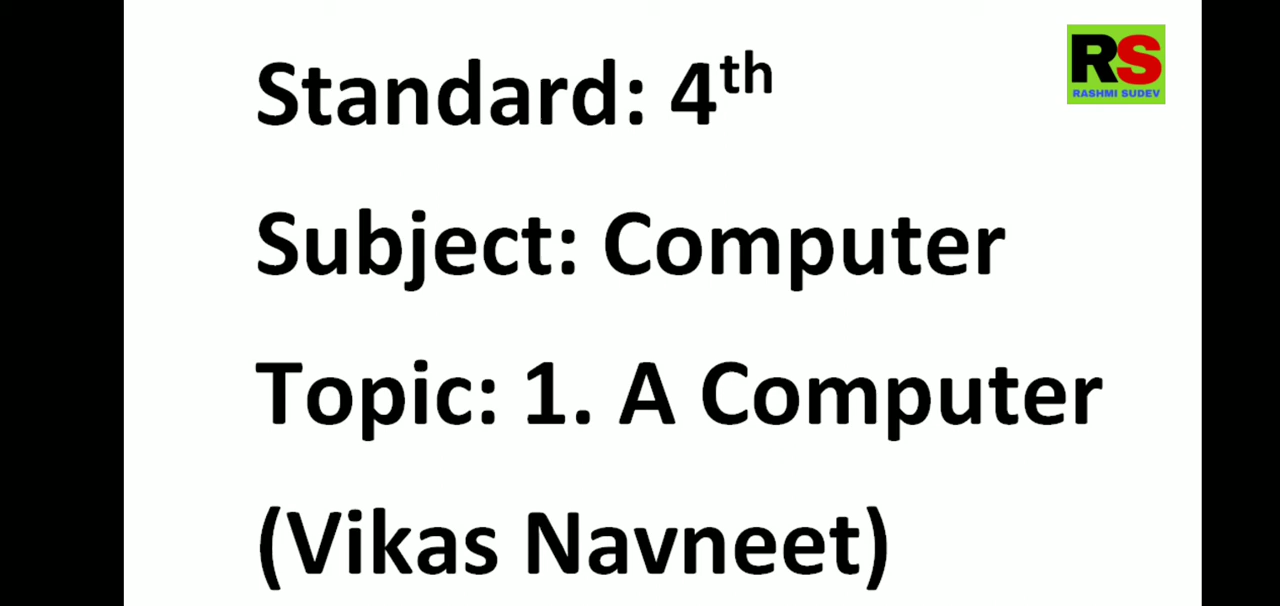 Standard: 4th
RS
RASHMI SUDEV
Subject: Computer
Topic: 1. A Computer
(Vikas Navneet)